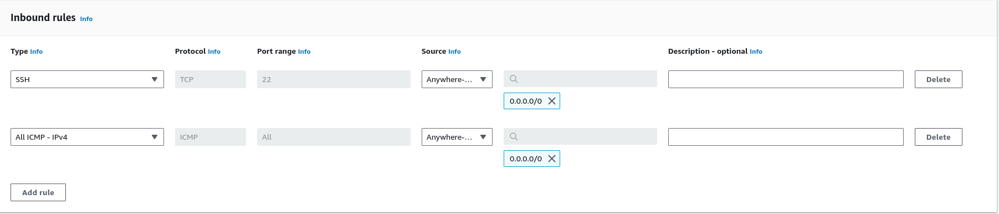 Inbound rules Info
Type Info Protocol Info Port range Info Source Info Description - optional Info
SSH TCP 22 Anywhere-... Delete
0.0.0.0/0
All ICMP - IPv4 ICMP All Anywhere-... Delete
0.0.0.0/0
Add rule